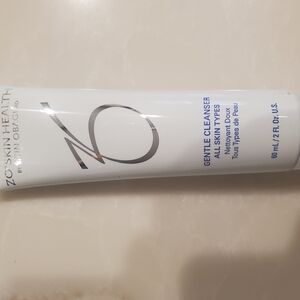 ZO SKIN HEALTH
BY ZEIN OBAGI MD
ZO
GENTLE CLEANSER
ALL SKIN TYPES
Nettoyant Doux
Tous Types de Peau
60 mL / 2 Fl. Oz. U.S.